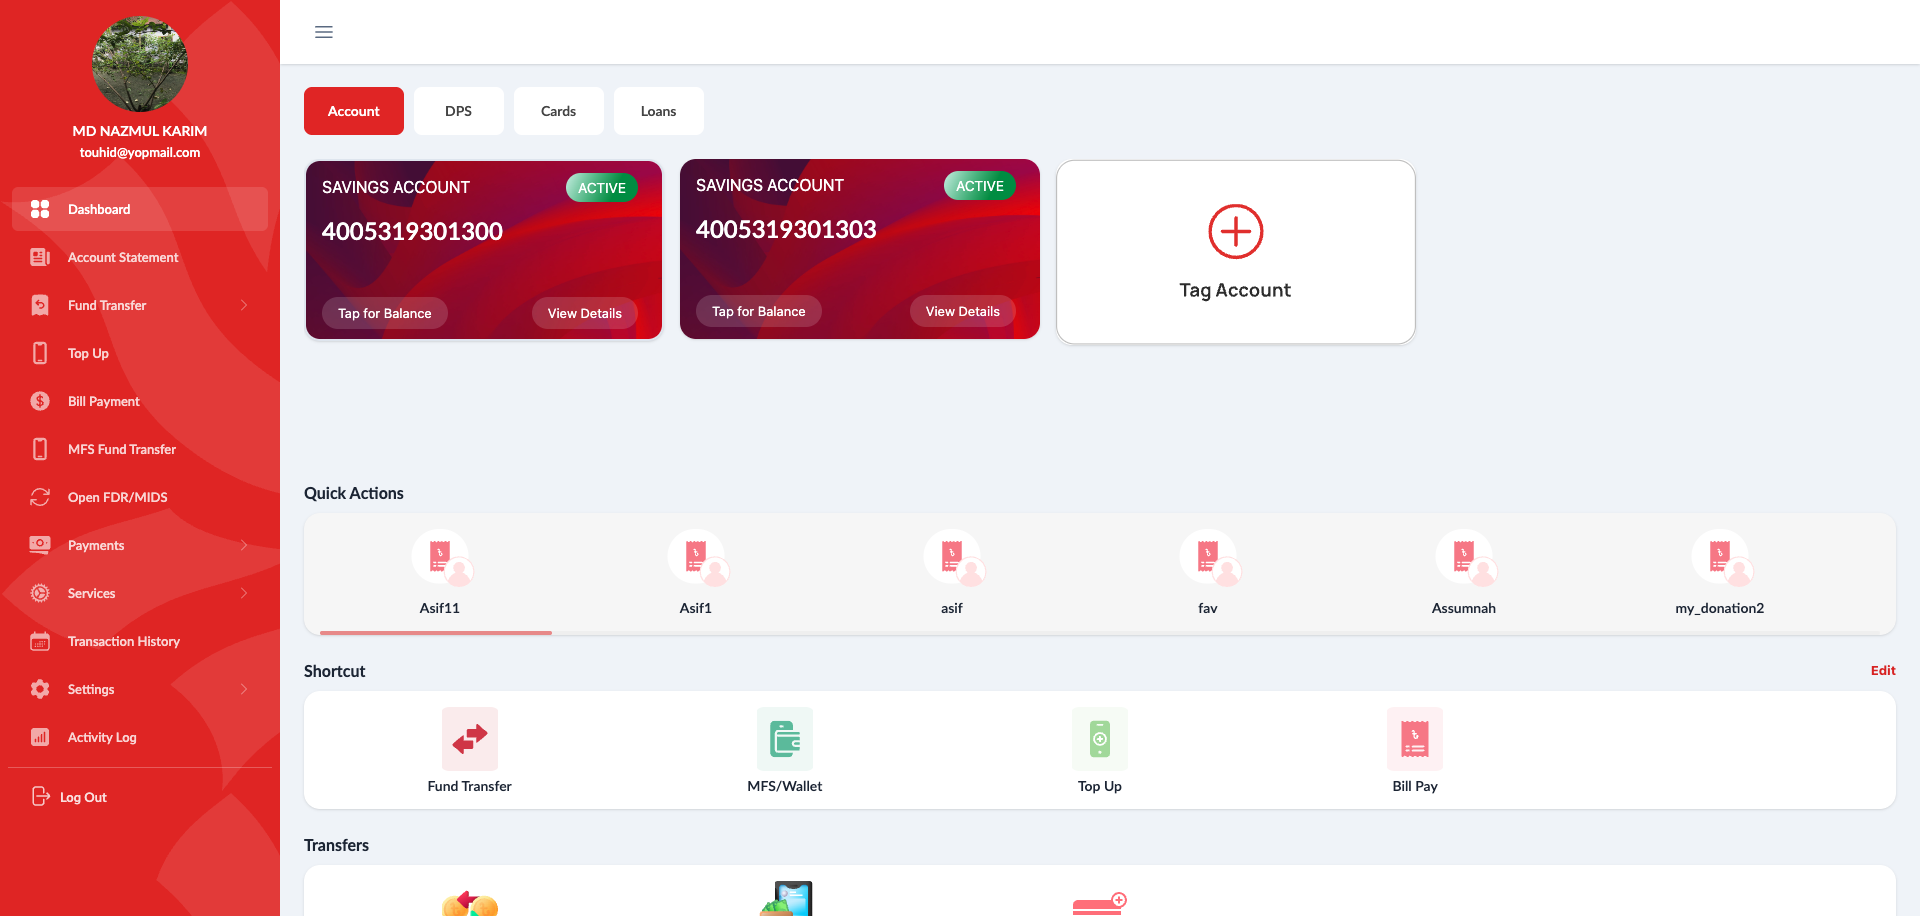 MD NAZMUL KARIM
touhid@yopmail.com
Dashboard
Account Statement
Fund Transfer
Top Up
Bill Payment
MFS Fund Transfer
Open FDR/MIDS
Payments
Services
Transaction History
Settings
Activity Log
Log Out
Account
DPS
Cards
Loans
SAVINGS ACCOUNT
ACTIVE
4005319301300
Tap for Balance
View Details
SAVINGS ACCOUNT
ACTIVE
4005319301303
Tap for Balance
View Details
Tag Account
Quick Actions
Asif11
Asif1
asif
fav
Assumnah
my_donation2
Shortcut
Edit
Fund Transfer
MFS/Wallet
Top Up
Bill Pay
Transfers